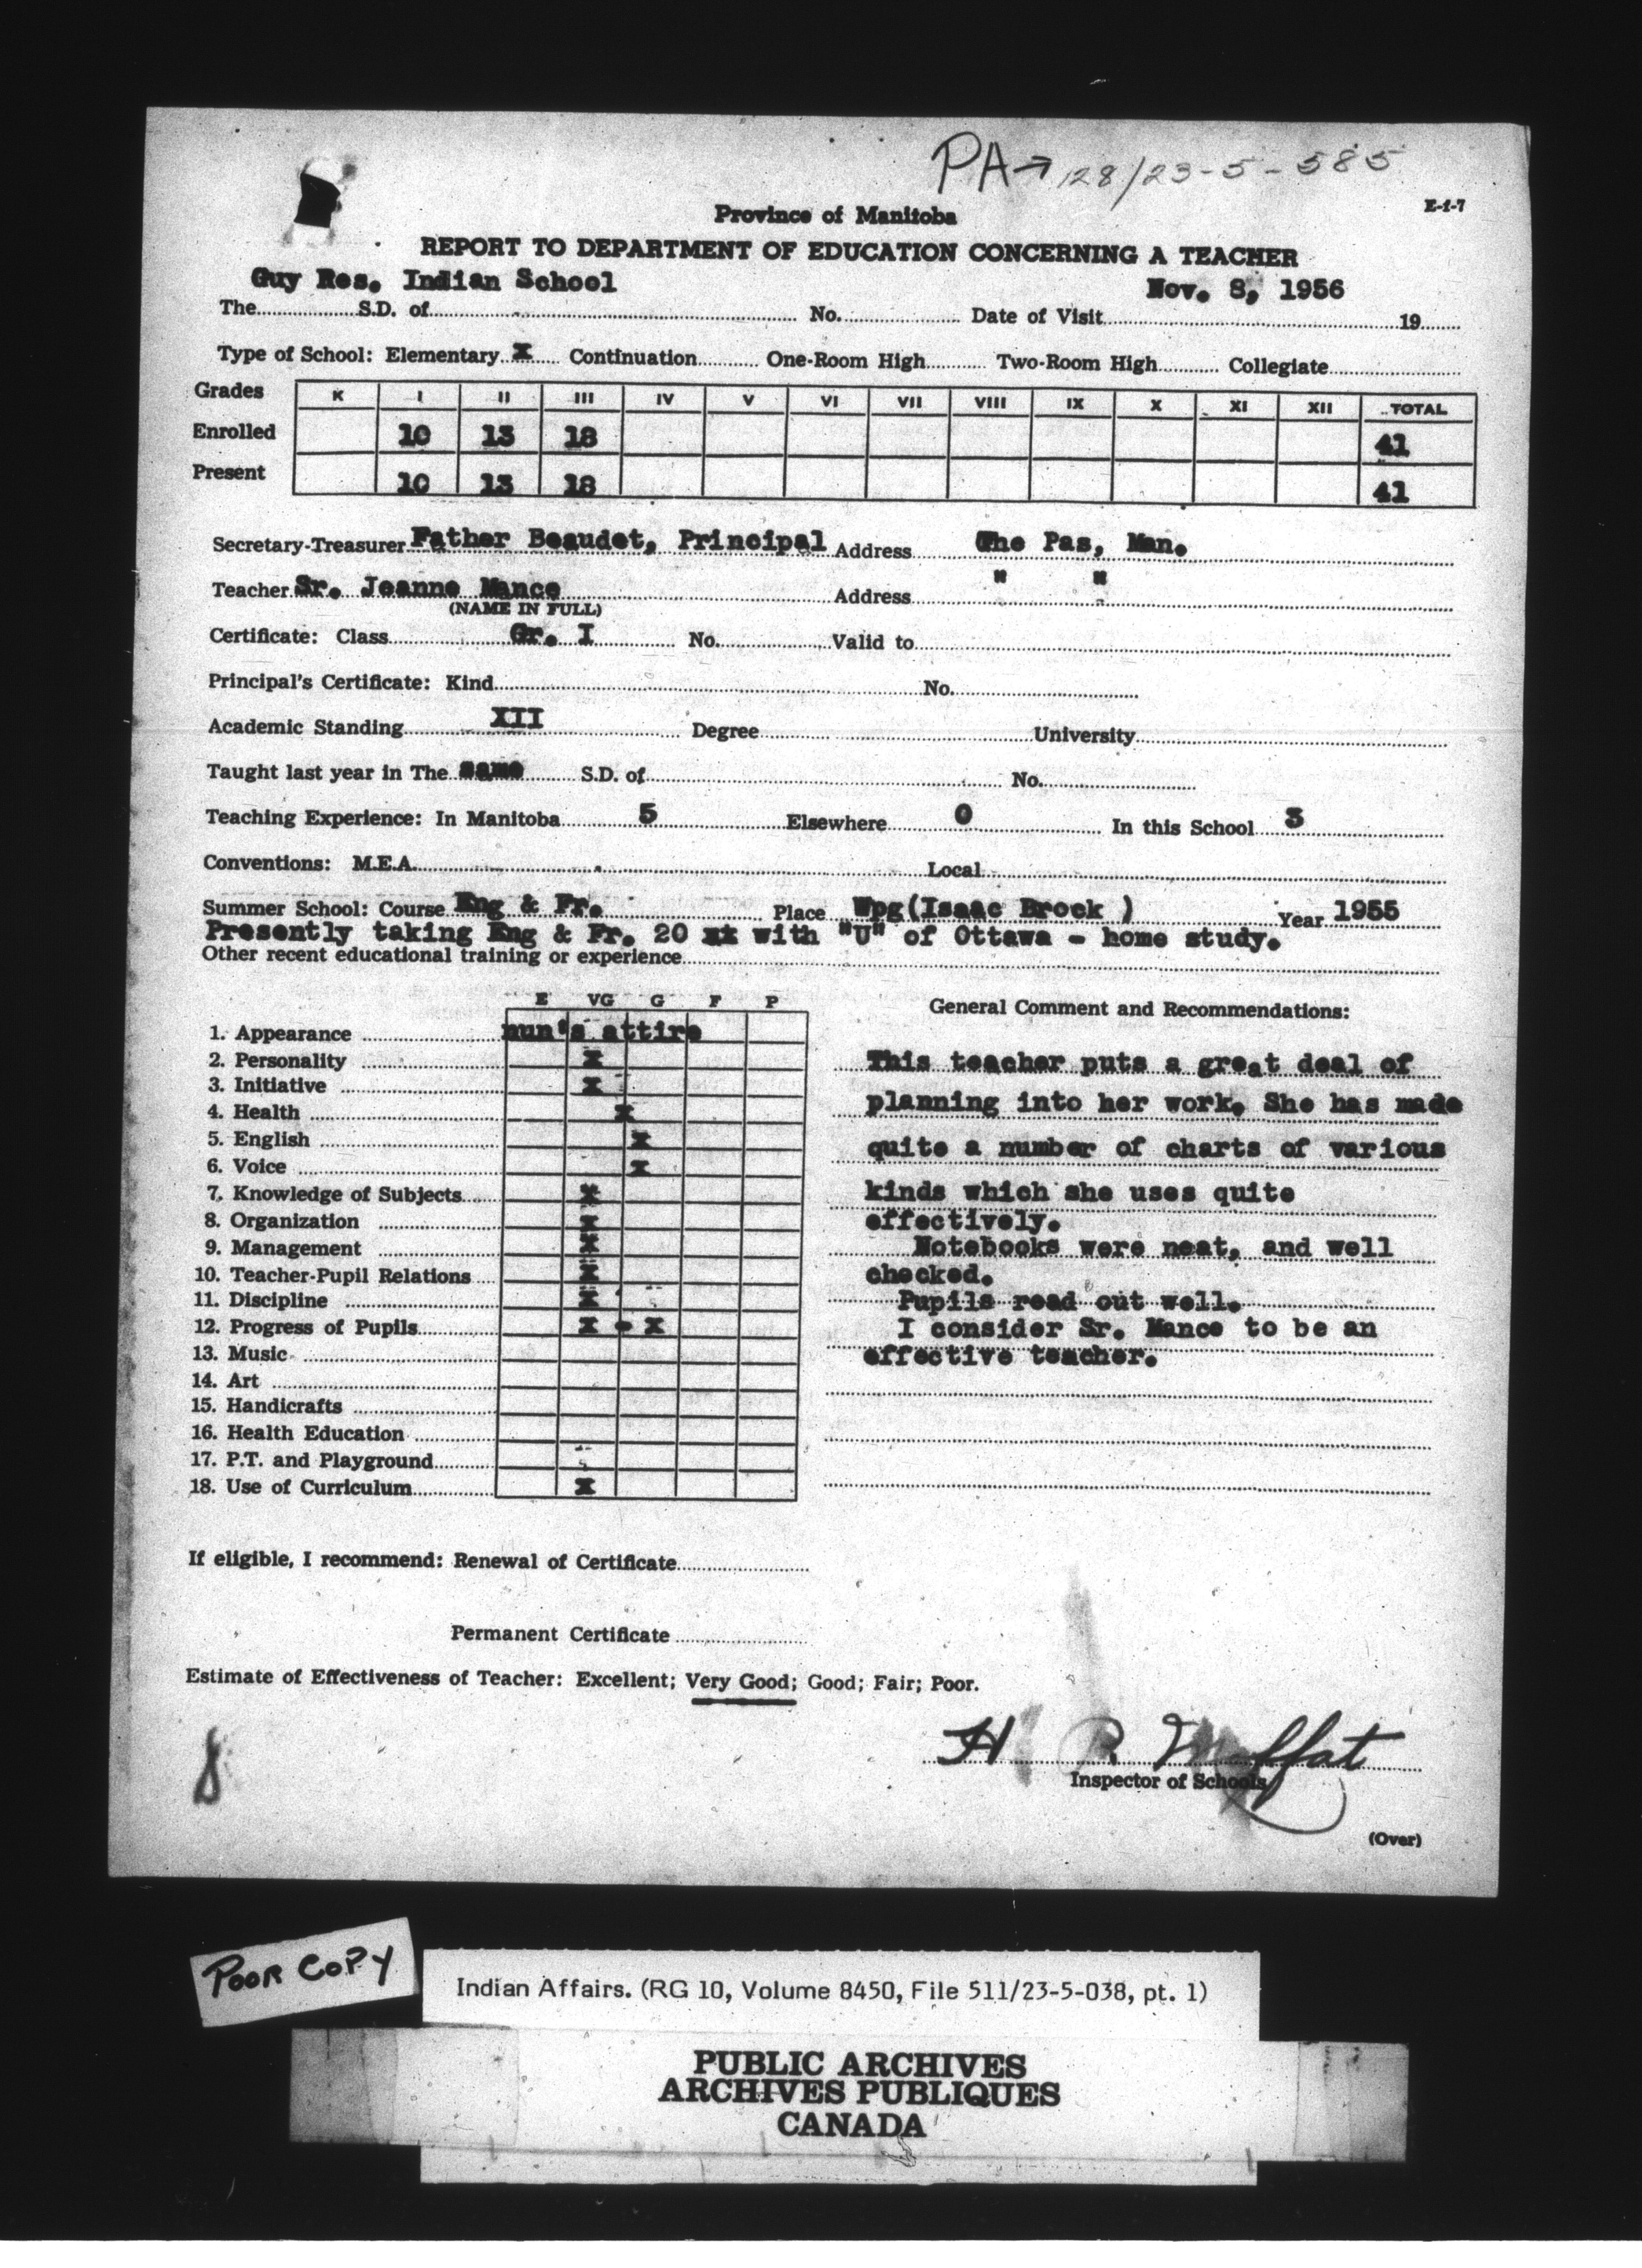 PA→128/23-5-585
E-1-7
Province of Manitoba
REPORT TO DEPARTMENT OF EDUCATION CONCERNING A TEACHER
Guy Res. Indian School Nov. 8, 1956
The S.D. of No. Date of Visit 19
Type of School: Elementary X Continuation One-Room High Two-Room High Collegiate
Grades K I II III IV V VI VII VIII IX X XI XII TOTAL
Enrolled 10 13 18 41
Present 10 13 18 41
Secretary-Treasurer Father Beaudet, Principal Address The Pas, Man.
Teacher Sr. Jeanne Mance Address " "
(NAME IN FULL)
Certificate: Class Gr. I No. Valid to
Principal's Certificate: Kind No.
Academic Standing XII Degree University
Taught last year in The same S.D. of No.
Teaching Experience: In Manitoba 5 Elsewhere 0 In this School 3
Conventions: M.E.A. Local
Summer School: Course Eng & Fr. Place Wpg(Isaac Brock ) Year 1955
Presently taking Eng & Fr. 20 with "U" of Ottawa - home study.
Other recent educational training or experience
E VG G F P
General Comment and Recommendations:
1. Appearance nun's attire
2. Personality X
This teacher puts a great deal of
3. Initiative X
4. Health X
planning into her work. She has made
5. English X
quite a number of charts of various
6. Voice X
7. Knowledge of Subjects X
kinds which she uses quite
8. Organization X
effectively.
9. Management X
Notebooks were neat, and well
10. Teacher-Pupil Relations X
checked.
11. Discipline X
Pupils read out well.
12. Progress of Pupils X - X
I consider Sr. Mance to be an
13. Music
effective teacher.
14. Art
15. Handicrafts
16. Health Education
17. P.T. and Playground
18. Use of Curriculum X
If eligible, I recommend: Renewal of Certificate
Permanent Certificate
Estimate of Effectiveness of Teacher: Excellent; Very Good; Good; Fair; Poor.
8
H R Moffat
Inspector of Schools
(Over)
POOR COPY
Indian Affairs. (RG 10, Volume 8450, File 511/23-5-038, pt. 1)
PUBLIC ARCHIVES
ARCHIVES PUBLIQUES
CANADA